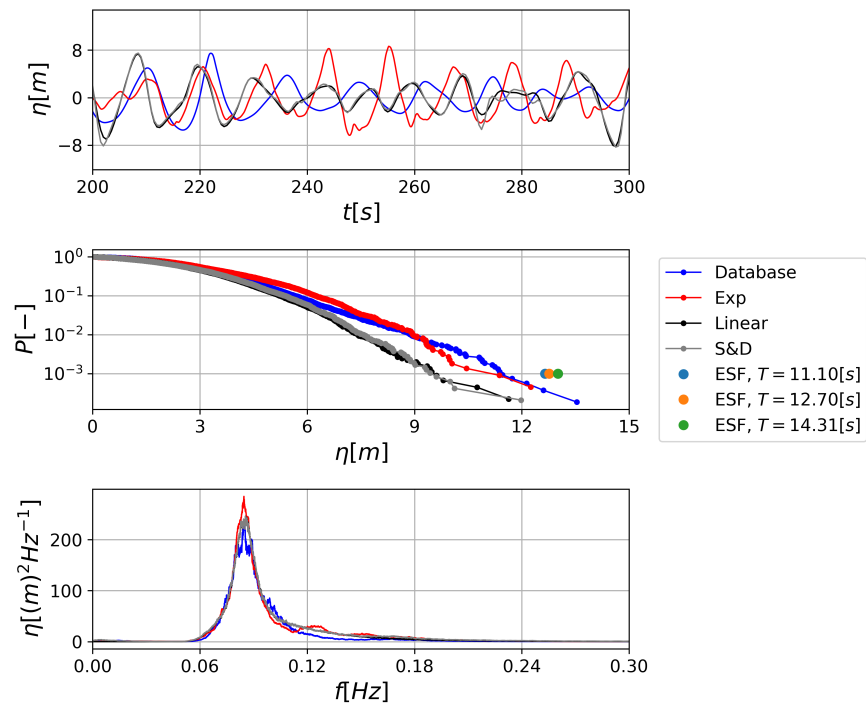 η[m]
8
0
−8
200
220
240
260
280
300
t[s]
P[−]
10⁰
10⁻¹
10⁻²
10⁻³
0
3
6
9
12
15
η[m]
Database
Exp
Linear
S&D
ESF, T = 11.10[s]
ESF, T = 12.70[s]
ESF, T = 14.31[s]
η[(m)²Hz⁻¹]
200
100
0
0.00
0.06
0.12
0.18
0.24
0.30
f[Hz]